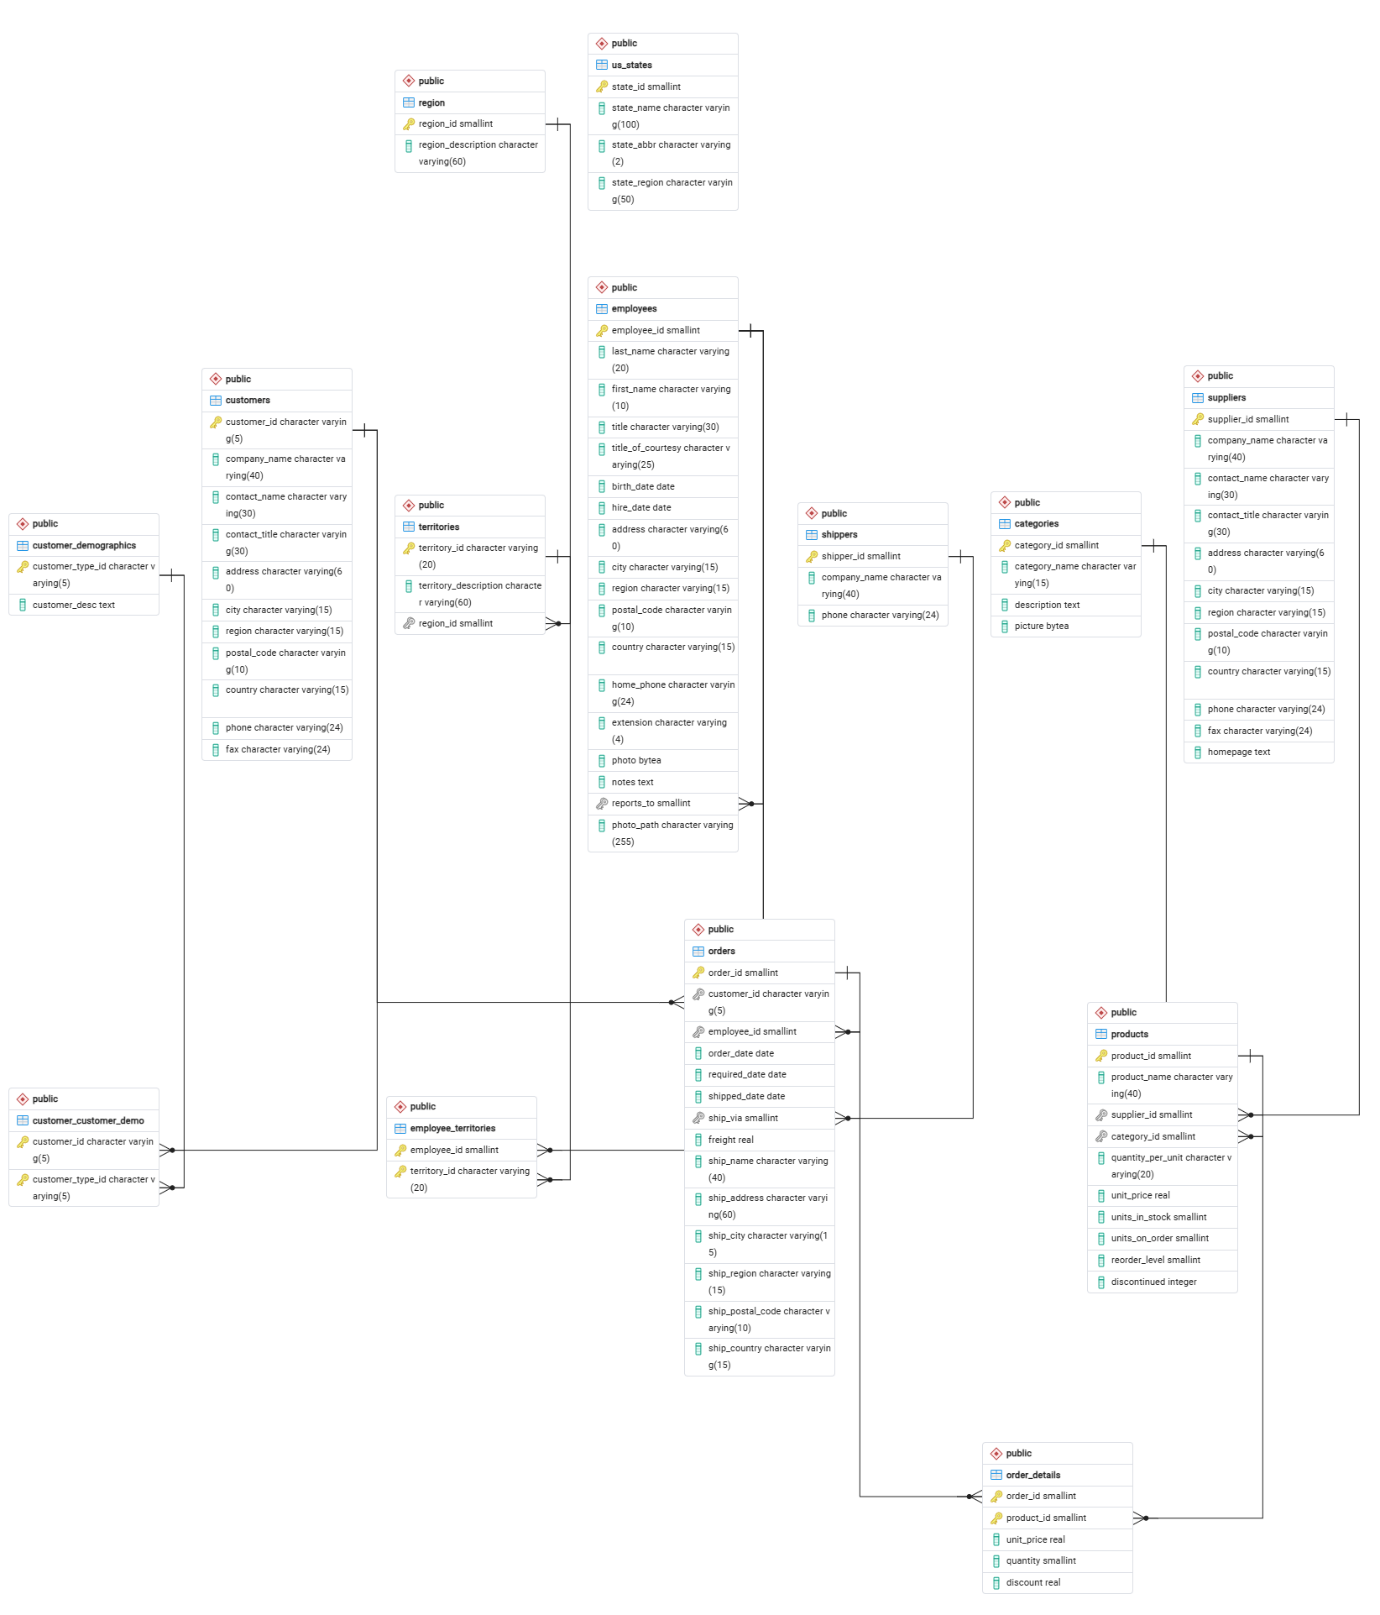 public
us_states
state_id smallint
state_name character varyin
g(100)
state_abbr character varying
(2)
state_region character varyin
g(50)
public
region
region_id smallint
region_description character
varying(60)
public
employees
employee_id smallint
last_name character varying
(20)
first_name character varying
(10)
title character varying(30)
title_of_courtesy character v
arying(25)
birth_date date
hire_date date
address character varying(6
0)
city character varying(15)
region character varying(15)
postal_code character varyin
g(10)
country character varying(15)
home_phone character varyin
g(24)
extension character varying
(4)
photo bytea
notes text
reports_to smallint
photo_path character varying
(255)
public
customers
customer_id character varyin
g(5)
company_name character va
rying(40)
contact_name character vary
ing(30)
contact_title character varyin
g(30)
address character varying(6
0)
city character varying(15)
region character varying(15)
postal_code character varyin
g(10)
country character varying(15)
phone character varying(24)
fax character varying(24)
public
suppliers
supplier_id smallint
company_name character va
rying(40)
contact_name character vary
ing(30)
contact_title character varyin
g(30)
address character varying(6
0)
city character varying(15)
region character varying(15)
postal_code character varyin
g(10)
country character varying(15)
phone character varying(24)
fax character varying(24)
homepage text
public
customer_demographics
customer_type_id character v
arying(5)
customer_desc text
public
territories
territory_id character varying
(20)
territory_description characte
r varying(60)
region_id smallint
public
shippers
shipper_id smallint
company_name character va
rying(40)
phone character varying(24)
public
categories
category_id smallint
category_name character var
ying(15)
description text
picture bytea
public
orders
order_id smallint
customer_id character varyin
g(5)
employee_id smallint
order_date date
required_date date
shipped_date date
ship_via smallint
freight real
ship_name character varying
(40)
ship_address character varyi
ng(60)
ship_city character varying(1
5)
ship_region character varying
(15)
ship_postal_code character v
arying(10)
ship_country character varyin
g(15)
public
products
product_id smallint
product_name character vary
ing(40)
supplier_id smallint
category_id smallint
quantity_per_unit character v
arying(20)
unit_price real
units_in_stock smallint
units_on_order smallint
reorder_level smallint
discontinued integer
public
customer_customer_demo
customer_id character varyin
g(5)
customer_type_id character v
arying(5)
public
employee_territories
employee_id smallint
territory_id character varying
(20)
public
order_details
order_id smallint
product_id smallint
unit_price real
quantity smallint
discount real